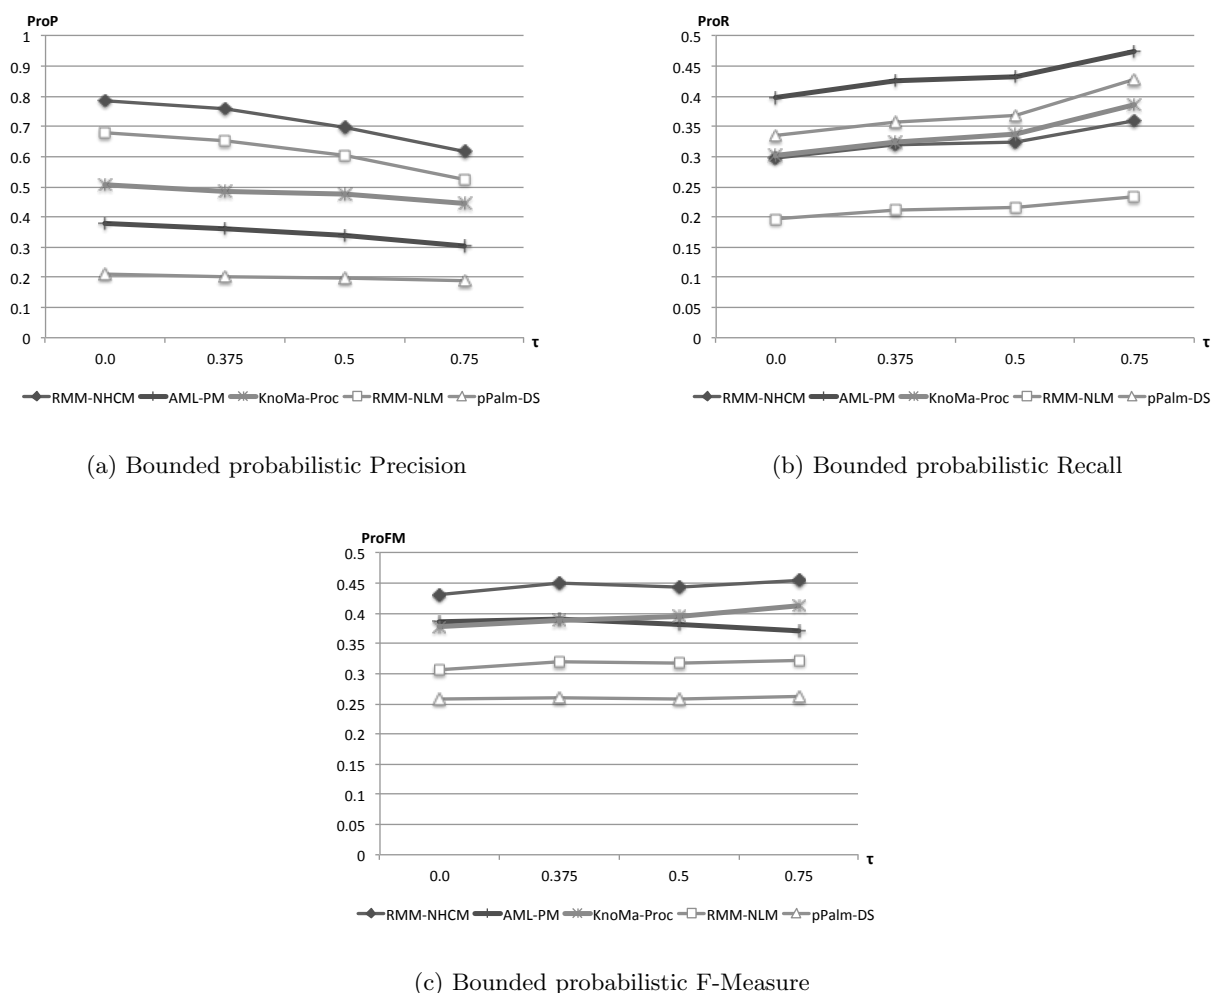 ProP
1
0.9
0.8
0.7
0.6
0.5
0.4
0.3
0.2
0.1
0
0.0 0.375 0.5 0.75 τ
RMM-NHCM AML-PM KnoMa-Proc RMM-NLM pPalm-DS
(a) Bounded probabilistic Precision
ProR
0.5
0.45
0.4
0.35
0.3
0.25
0.2
0.15
0.1
0.05
0
0.0 0.375 0.5 0.75 τ
RMM-NHCM AML-PM KnoMa-Proc RMM-NLM pPalm-DS
(b) Bounded probabilistic Recall
ProFM
0.5
0.45
0.4
0.35
0.3
0.25
0.2
0.15
0.1
0.05
0
0.0 0.375 0.5 0.75 τ
RMM-NHCM AML-PM KnoMa-Proc RMM-NLM pPalm-DS
(c) Bounded probabilistic F-Measure